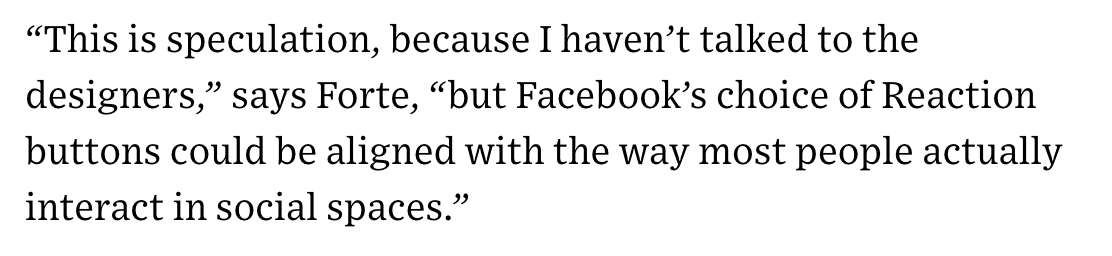 “This is speculation, because I haven’t talked to the
designers,” says Forte, “but Facebook’s choice of Reaction
buttons could be aligned with the way most people actually
interact in social spaces.”